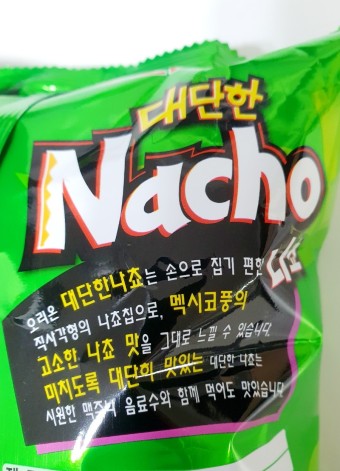 대단한
Nacho
나쵸
오리온 대단한나쵸는 손으로 집기 편한
직사각형의 나쵸칩으로, 멕시코풍의
고소한 나쵸 맛을 그대로 느낄 수 있습니다.
미치도록 대단히 맛있는 대단한 나쵸는
시원한 맥주나 음료수와 함께 먹어도 맛있습니다.